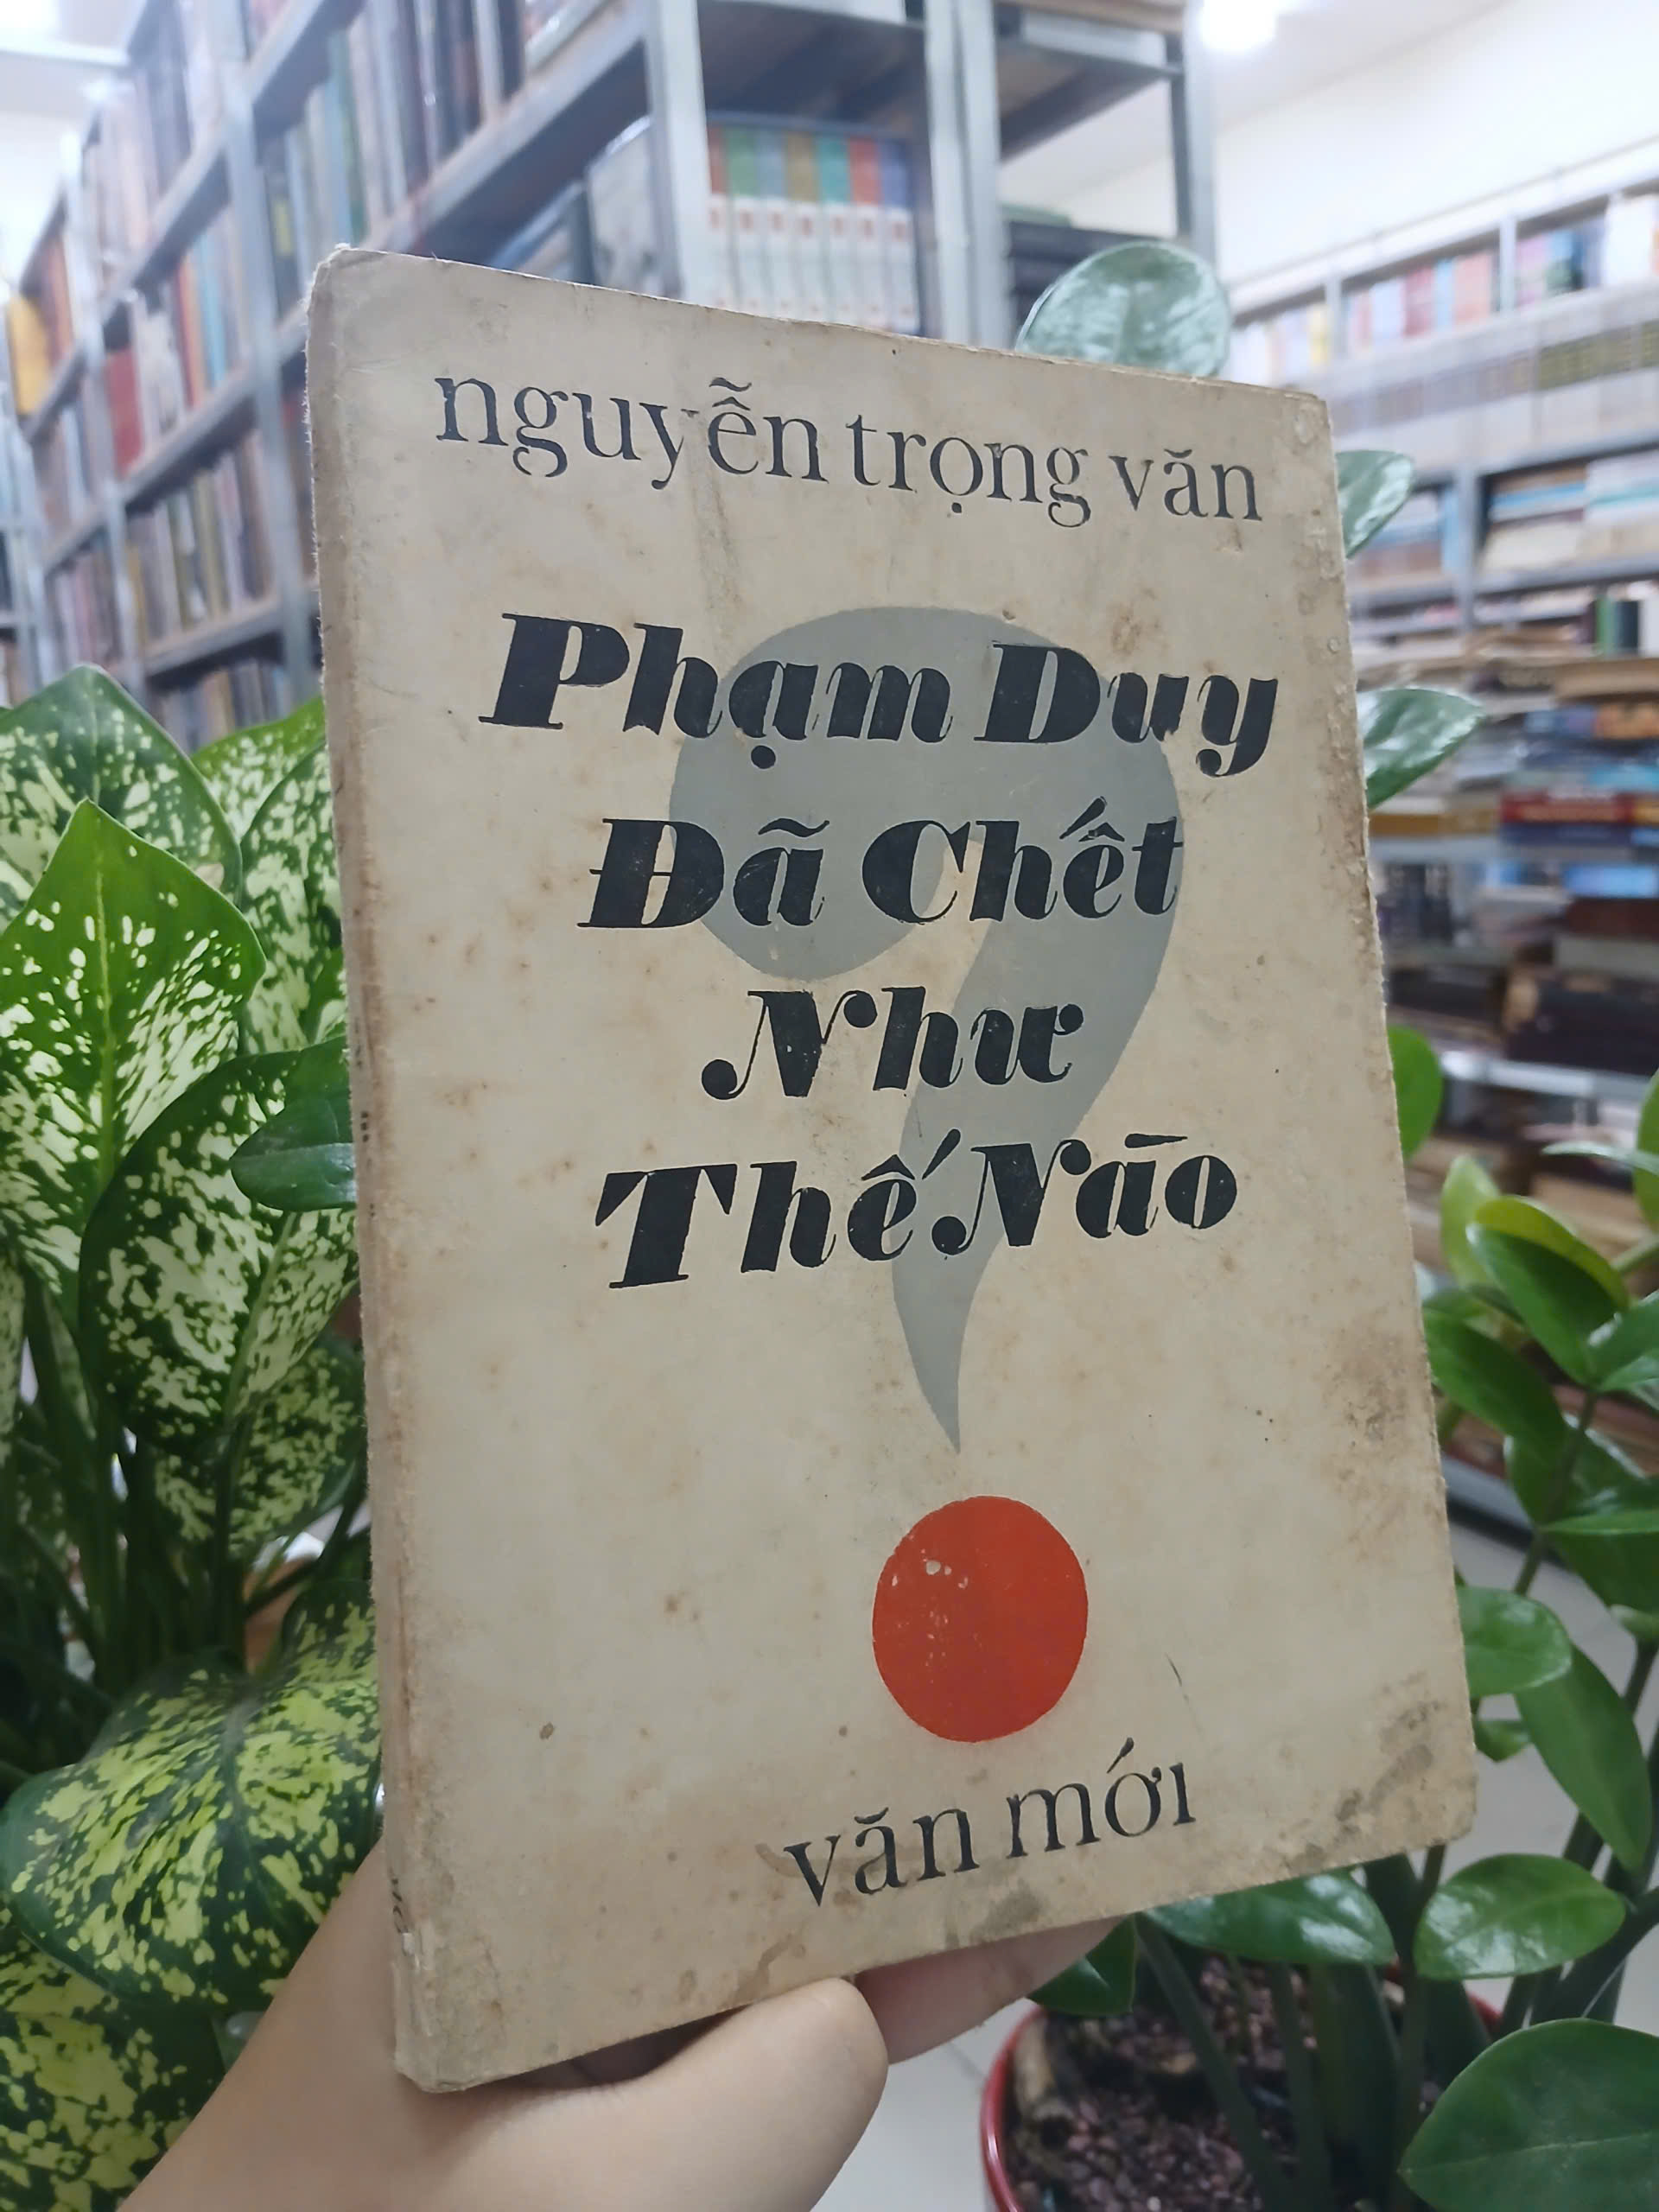 nguyễn trọng văn
Phạm Duy
Đã Chết
Như
Thế Nào
văn mới